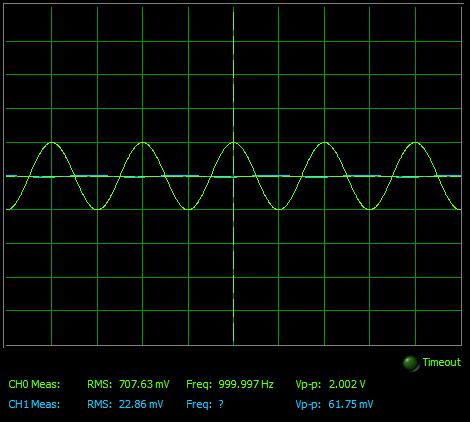 Timeout
CH0 Meas: RMS: 707.63 mV Freq: 999.997 Hz Vp-p: 2.002 V
CH1 Meas: RMS: 22.86 mV Freq: ? Vp-p: 61.75 mV